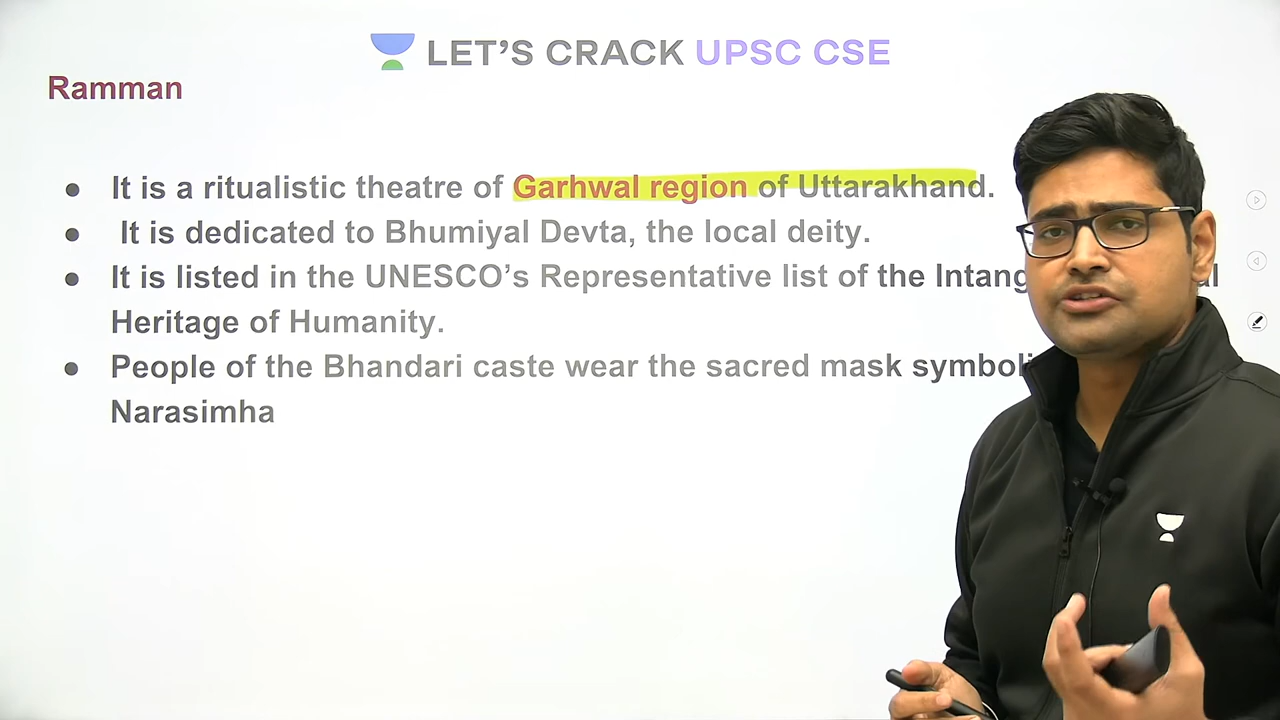 LET'S CRACK UPSC CSE
Ramman
● It is a ritualistic theatre of Garhwal region of Uttarakhand.
● It is dedicated to Bhumiyal Devta, the local deity.
● It is listed in the UNESCO's Representative list of the
Heritage of Humanity.
● People of the Bhandari caste wear the sacred mask
Narasimha